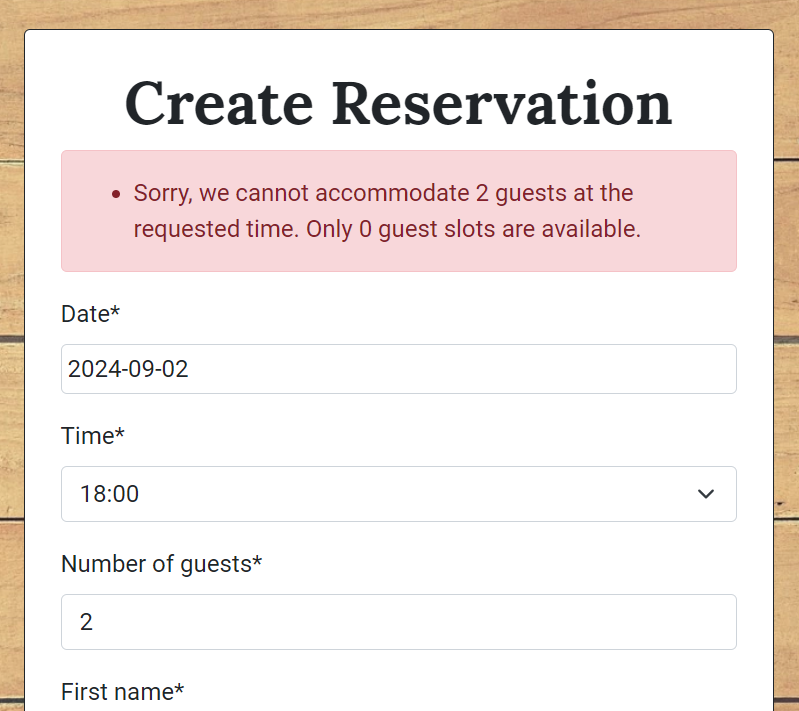 Create Reservation
Sorry, we cannot accommodate 2 guests at the
requested time. Only 0 guest slots are available.
Date*
2024-09-02
Time*
18:00
Number of guests*
2
First name*